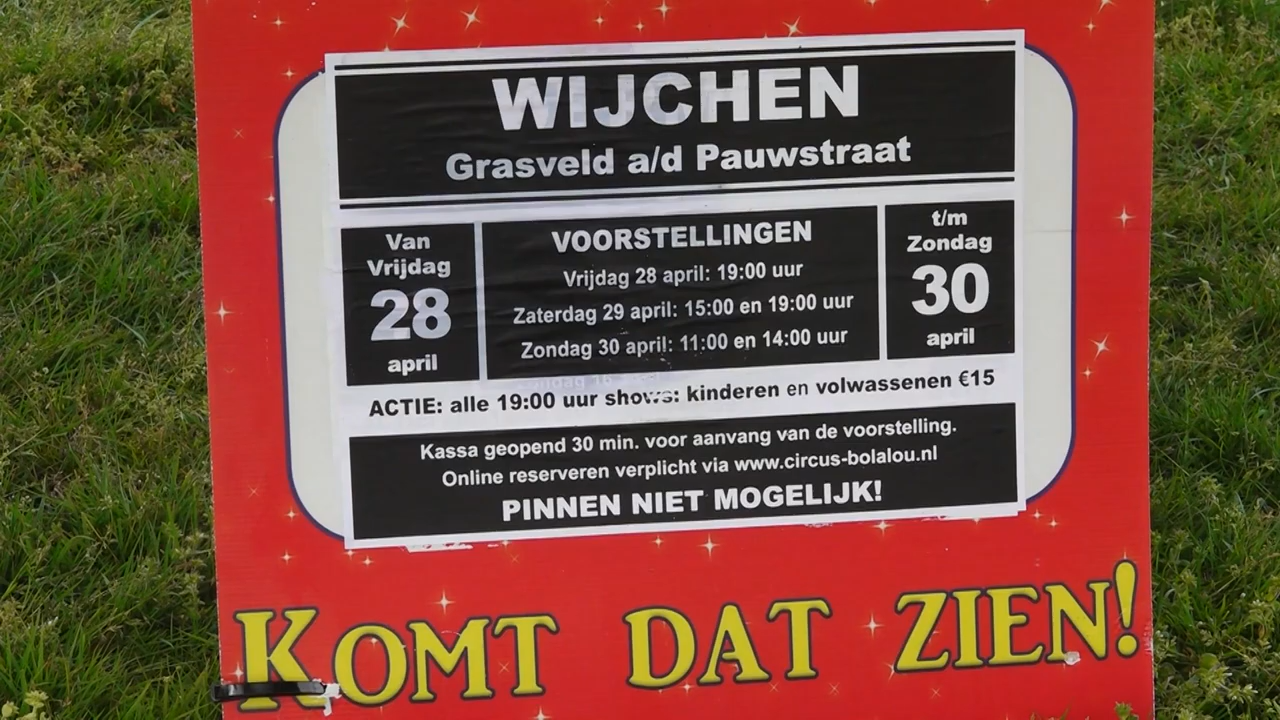 WIJCHEN
Grasveld a/d Pauwstraat
Van
Vrijdag
28
april
VOORSTELLINGEN
Vrijdag 28 april: 19:00 uur
Zaterdag 29 april: 15:00 en 19:00 uur
Zondag 30 april: 11:00 en 14:00 uur
t/m
Zondag
30
april
ACTIE: alle 19:00 uur shows: kinderen en volwassenen €15
Kassa geopend 30 min. voor aanvang van de voorstelling.
Online reserveren verplicht via www.circus-bolalou.nl
PINNEN NIET MOGELIJK!
KOMT DAT ZIEN!